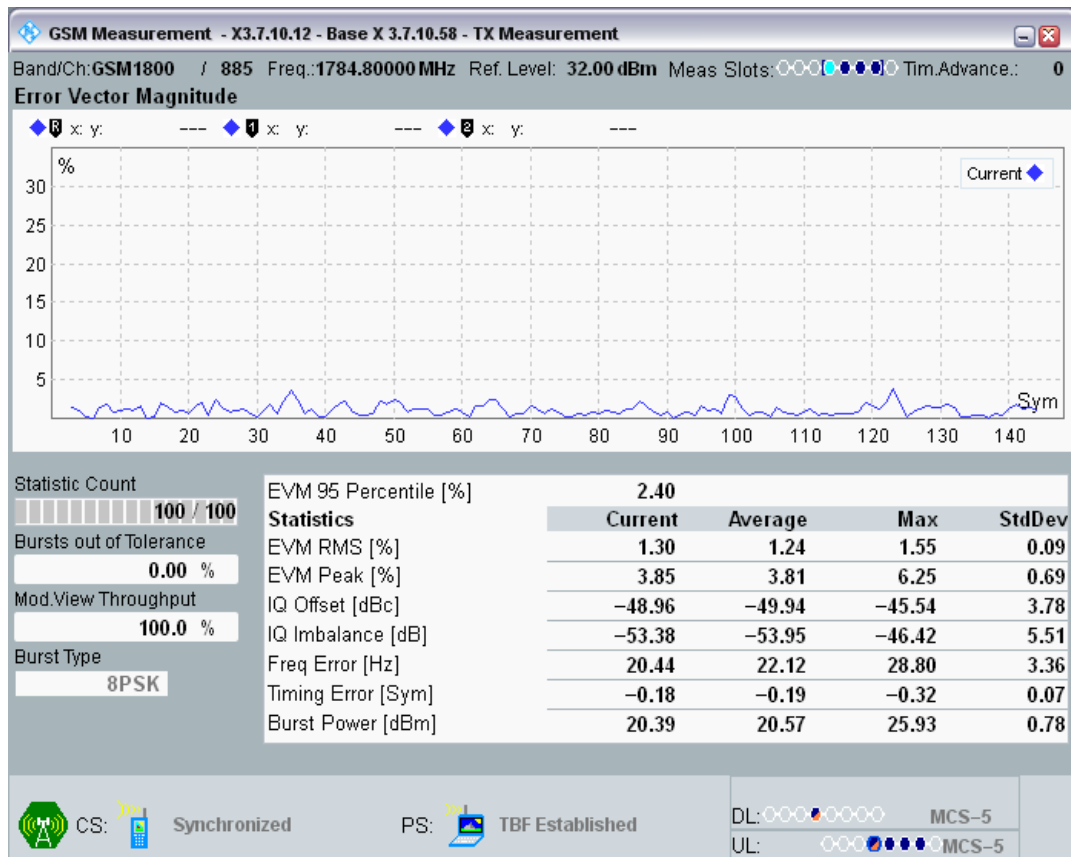 GSM Measurement - X3.7.10.12 - Base X 3.7.10.58 - TX Measurement
Band/Ch:GSM1800 / 885 Freq.:1784.80000 MHz Ref. Level: 32.00 dBm Meas Slots: Tim.Advance.: 0
Error Vector Magnitude
R x: y: --- 1 x: y: --- 2 x: y: ---
%
Current
30
25
20
15
10
5
Sym
10 20 30 40 50 60 70 80 90 100 110 120 130 140
Statistic Count
100 / 100
Bursts out of Tolerance
0.00 %
Mod.View Throughput
100.0 %
Burst Type
8PSK
EVM 95 Percentile [%] 2.40
Statistics Current Average Max StdDev
EVM RMS [%] 1.30 1.24 1.55 0.09
EVM Peak [%] 3.85 3.81 6.25 0.69
IQ Offset [dBc] −48.96 −49.94 −45.54 3.78
IQ Imbalance [dB] −53.38 −53.95 −46.42 5.51
Freq Error [Hz] 20.44 22.12 28.80 3.36
Timing Error [Sym] −0.18 −0.19 −0.32 0.07
Burst Power [dBm] 20.39 20.57 25.93 0.78
CS: Synchronized PS: TBF Established
DL: MCS−5
UL: MCS−5